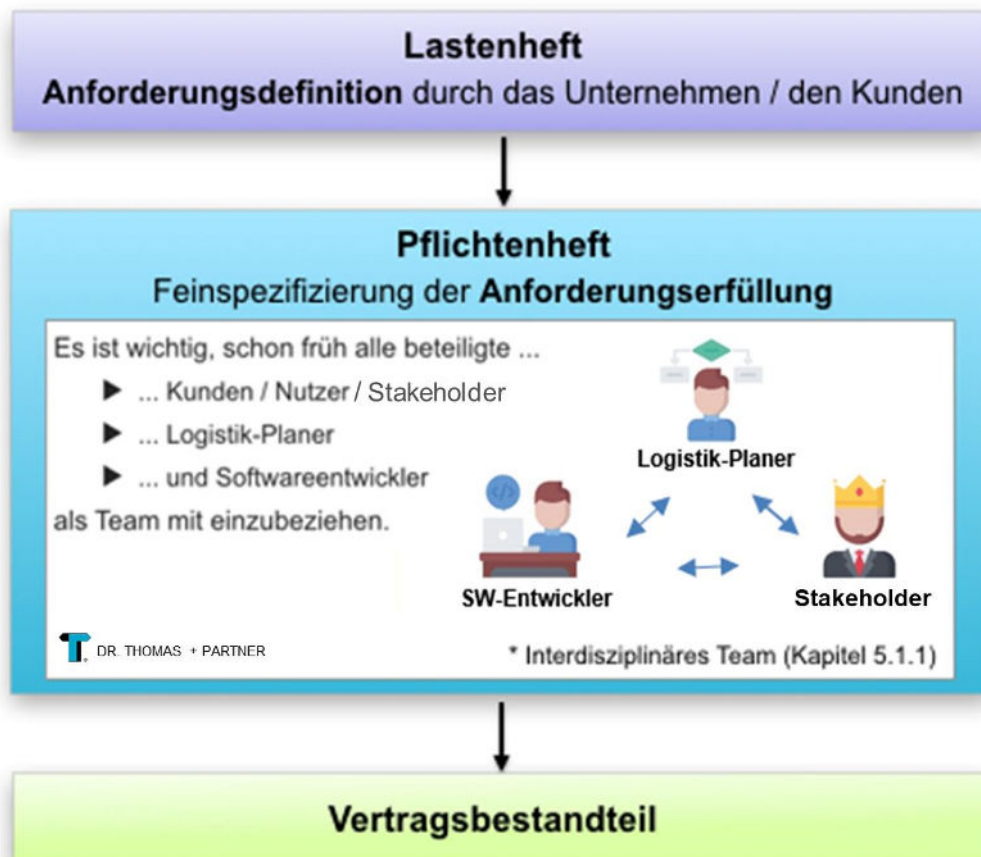 Lastenheft
Anforderungsdefinition durch das Unternehmen / den Kunden
Pflichtenheft
Feinspezifizierung der Anforderungserfüllung
Es ist wichtig, schon früh alle beteiligte ...
► ... Kunden / Nutzer / Stakeholder
► ... Logistik-Planer
► ... und Softwareentwickler
als Team mit einzubeziehen.
Logistik-Planer
</>
SW-Entwickler
Stakeholder
DR. THOMAS + PARTNER
* Interdisziplinäres Team (Kapitel 5.1.1)
Vertragsbestandteil